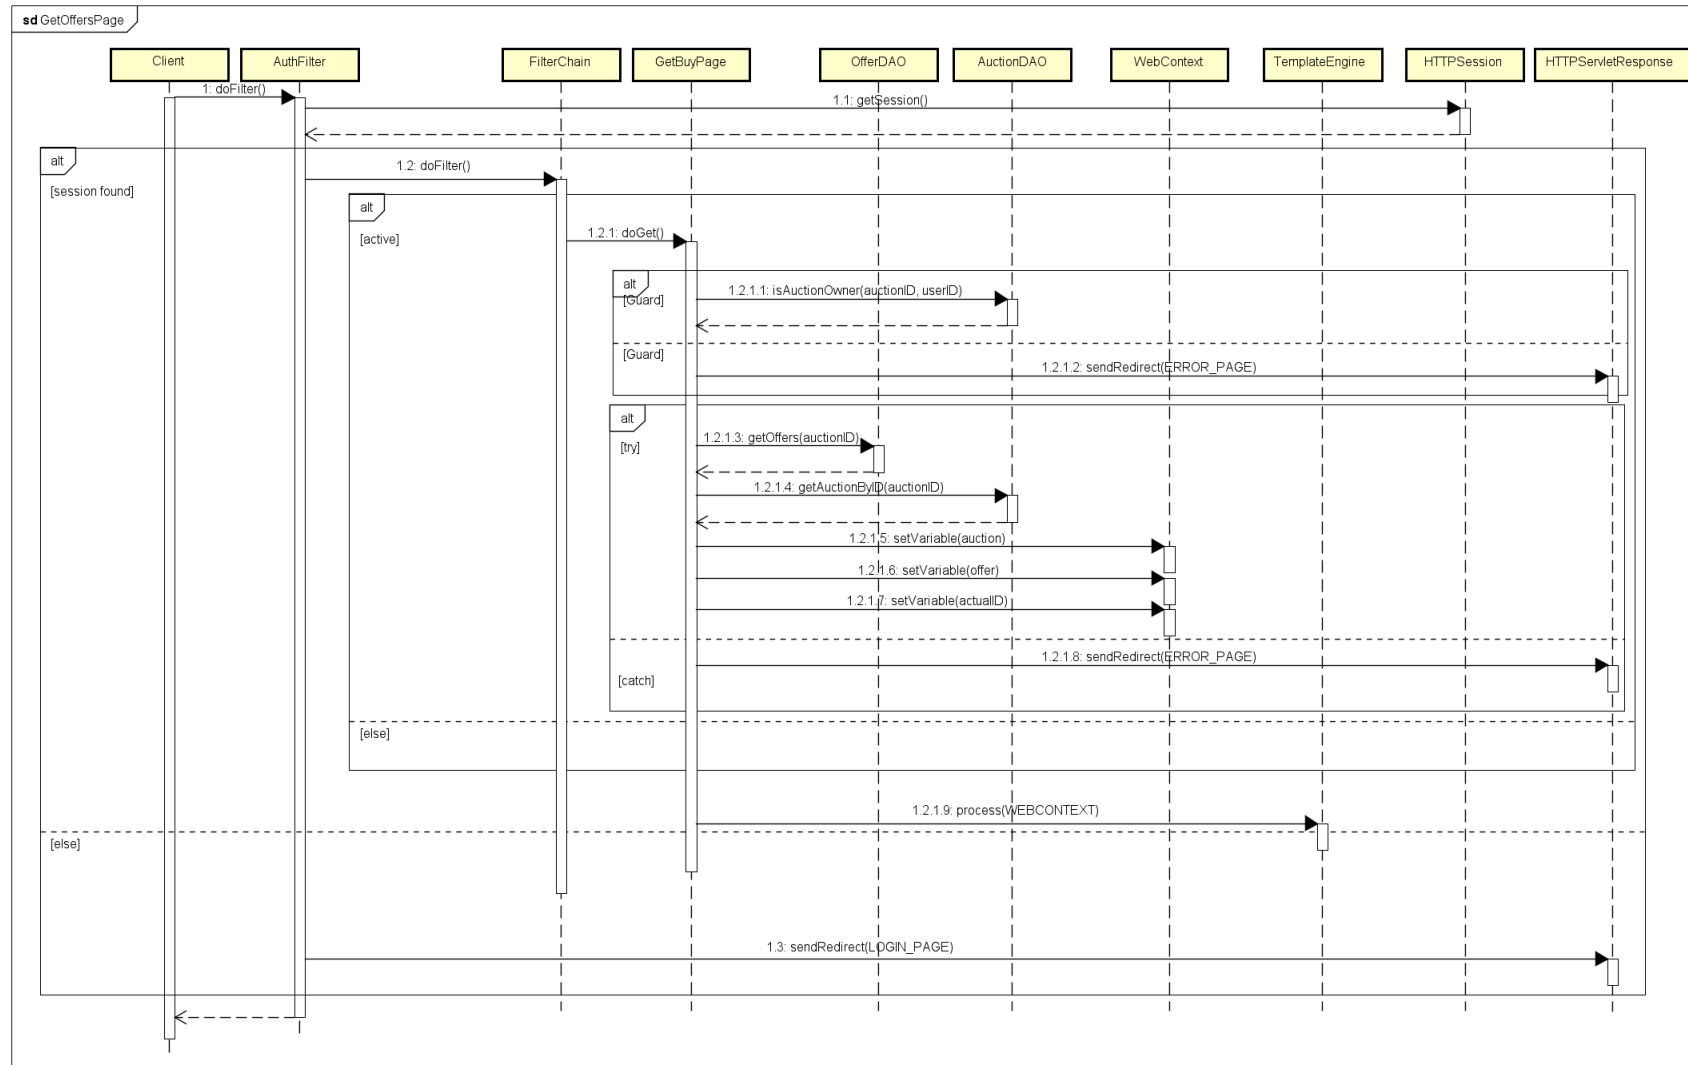 sd GetOffersPage
Client
AuthFilter
FilterChain
GetBuyPage
OfferDAO
AuctionDAO
WebContext
TemplateEngine
HTTPSession
HTTPServletResponse
1: doFilter()
1.1: getSession()
alt
1.2: doFilter()
[session found]
alt
1.2.1: doGet()
[active]
alt
1.2.1.1: isAuctionOwner(auctionID, userID)
[Guard]
[Guard]
1.2.1.2: sendRedirect(ERROR_PAGE)
alt
1.2.1.3: getOffers(auctionID)
[try]
1.2.1.4: getAuctionByID(auctionID)
1.2.1.5: setVariable(auction)
1.2.1.6: setVariable(offer)
1.2.1.7: setVariable(actualID)
1.2.1.8: sendRedirect(ERROR_PAGE)
[catch]
[else]
1.2.1.9: process(WEBCONTEXT)
[else]
1.3: sendRedirect(LOGIN_PAGE)